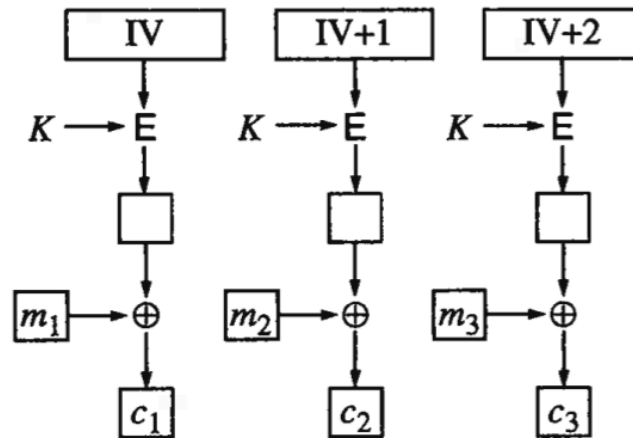 IV IV+1 IV+2
K E K E K E
m₁ ⊕ m₂ ⊕ m₃ ⊕
c₁ c₂ c₃